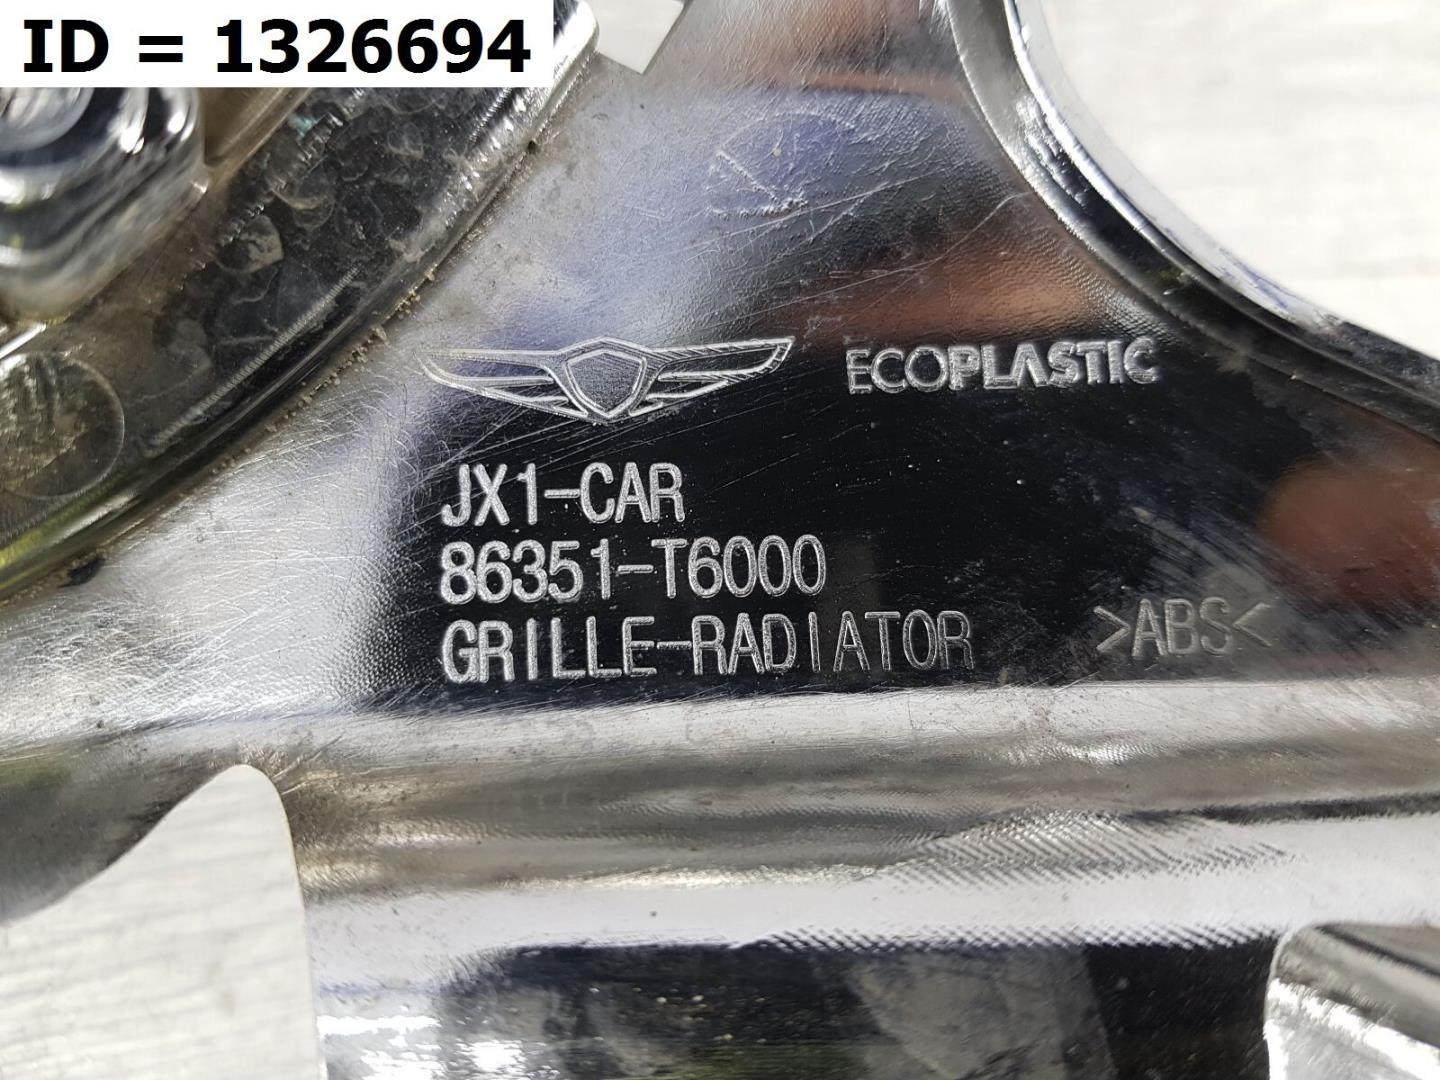 ID = 1326694
ECOPLASTIC
JX1-CAR
86351-T6000
GRILLE-RADIATOR
>ABS<